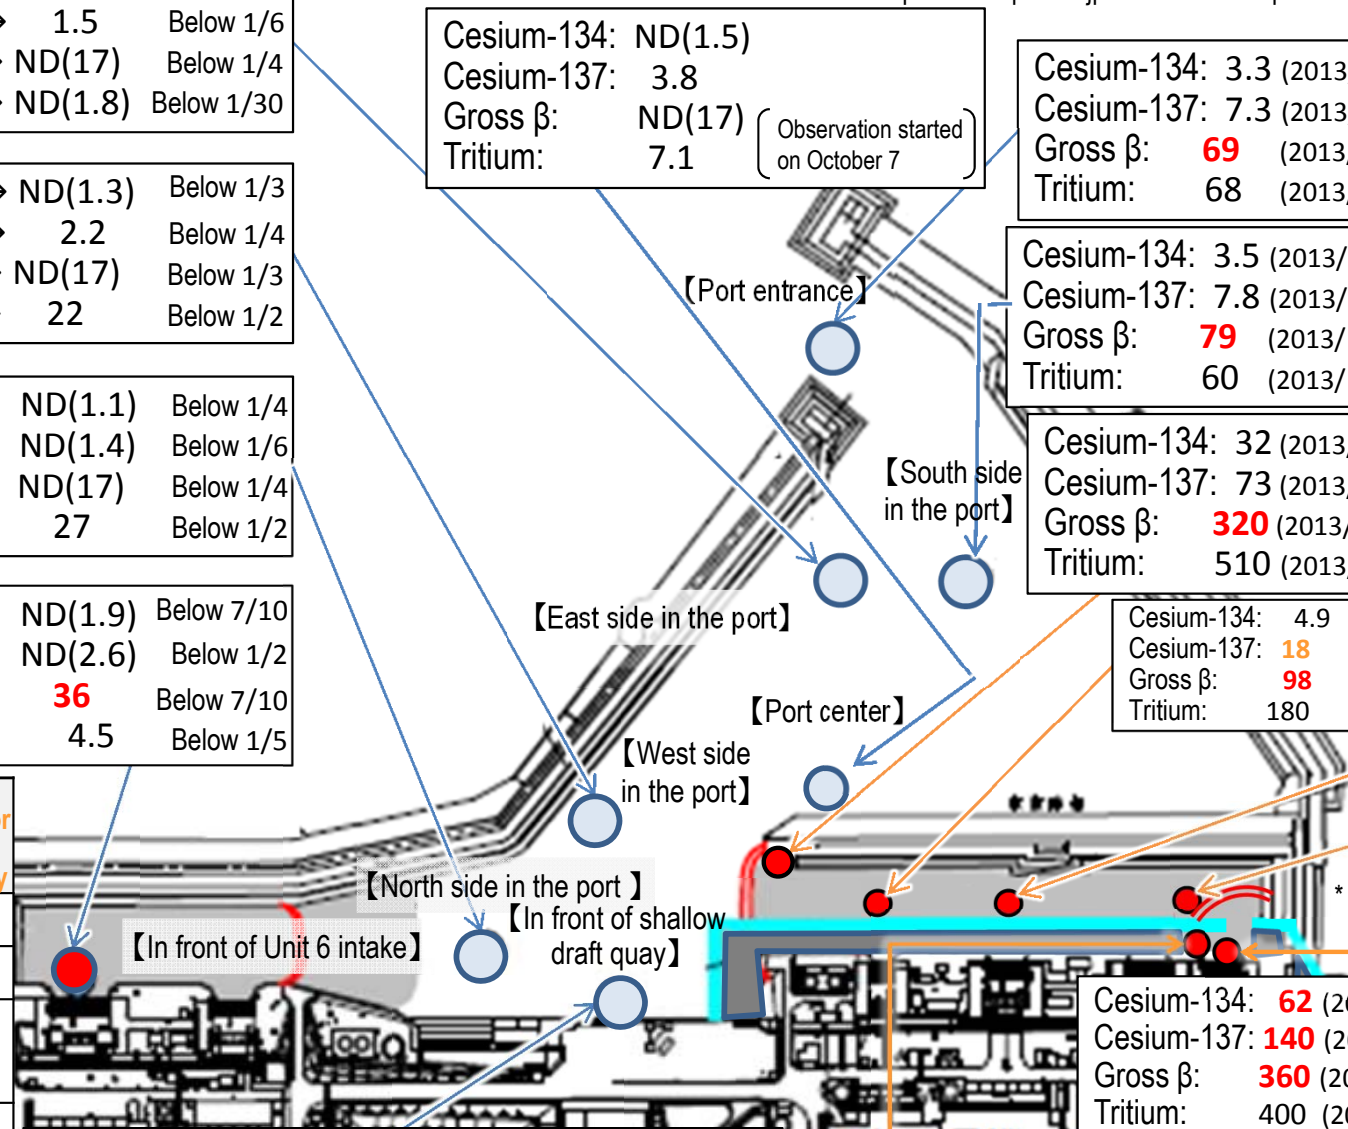 1.5 Below 1/6
ND(17) Below 1/4
ND(1.8) Below 1/30
ND(1.3) Below 1/3
2.2 Below 1/4
ND(17) Below 1/3
22 Below 1/2
ND(1.1) Below 1/4
ND(1.4) Below 1/6
ND(17) Below 1/4
27 Below 1/2
ND(1.9) Below 7/10
ND(2.6) Below 1/2
36 Below 7/10
4.5 Below 1/5
Cesium-134: ND(1.5)
Cesium-137: 3.8
Gross β: ND(17)
Tritium: 7.1
Observation started
on October 7
Cesium-134: 3.3 (2013
Cesium-137: 7.3 (2013
Gross β: 69 (2013/
Tritium: 68 (2013/
Cesium-134: 3.5 (2013/
Cesium-137: 7.8 (2013/
Gross β: 79 (2013/
Tritium: 60 (2013/
Cesium-134: 32 (2013/
Cesium-137: 73 (2013/
Gross β: 320 (2013/
Tritium: 510 (2013/
Cesium-134: 4.9
Cesium-137: 18
Gross β: 98
Tritium: 180
【Port entrance】
【South side
in the port】
【East side in the port】
【Port center】
【West side
in the port】
【North side in the port】
【In front of shallow
draft quay】
【In front of Unit 6 intake】
*
Cesium-134: 62 (20
Cesium-137: 140 (20
Gross β: 360 (20
Tritium: 400 (20